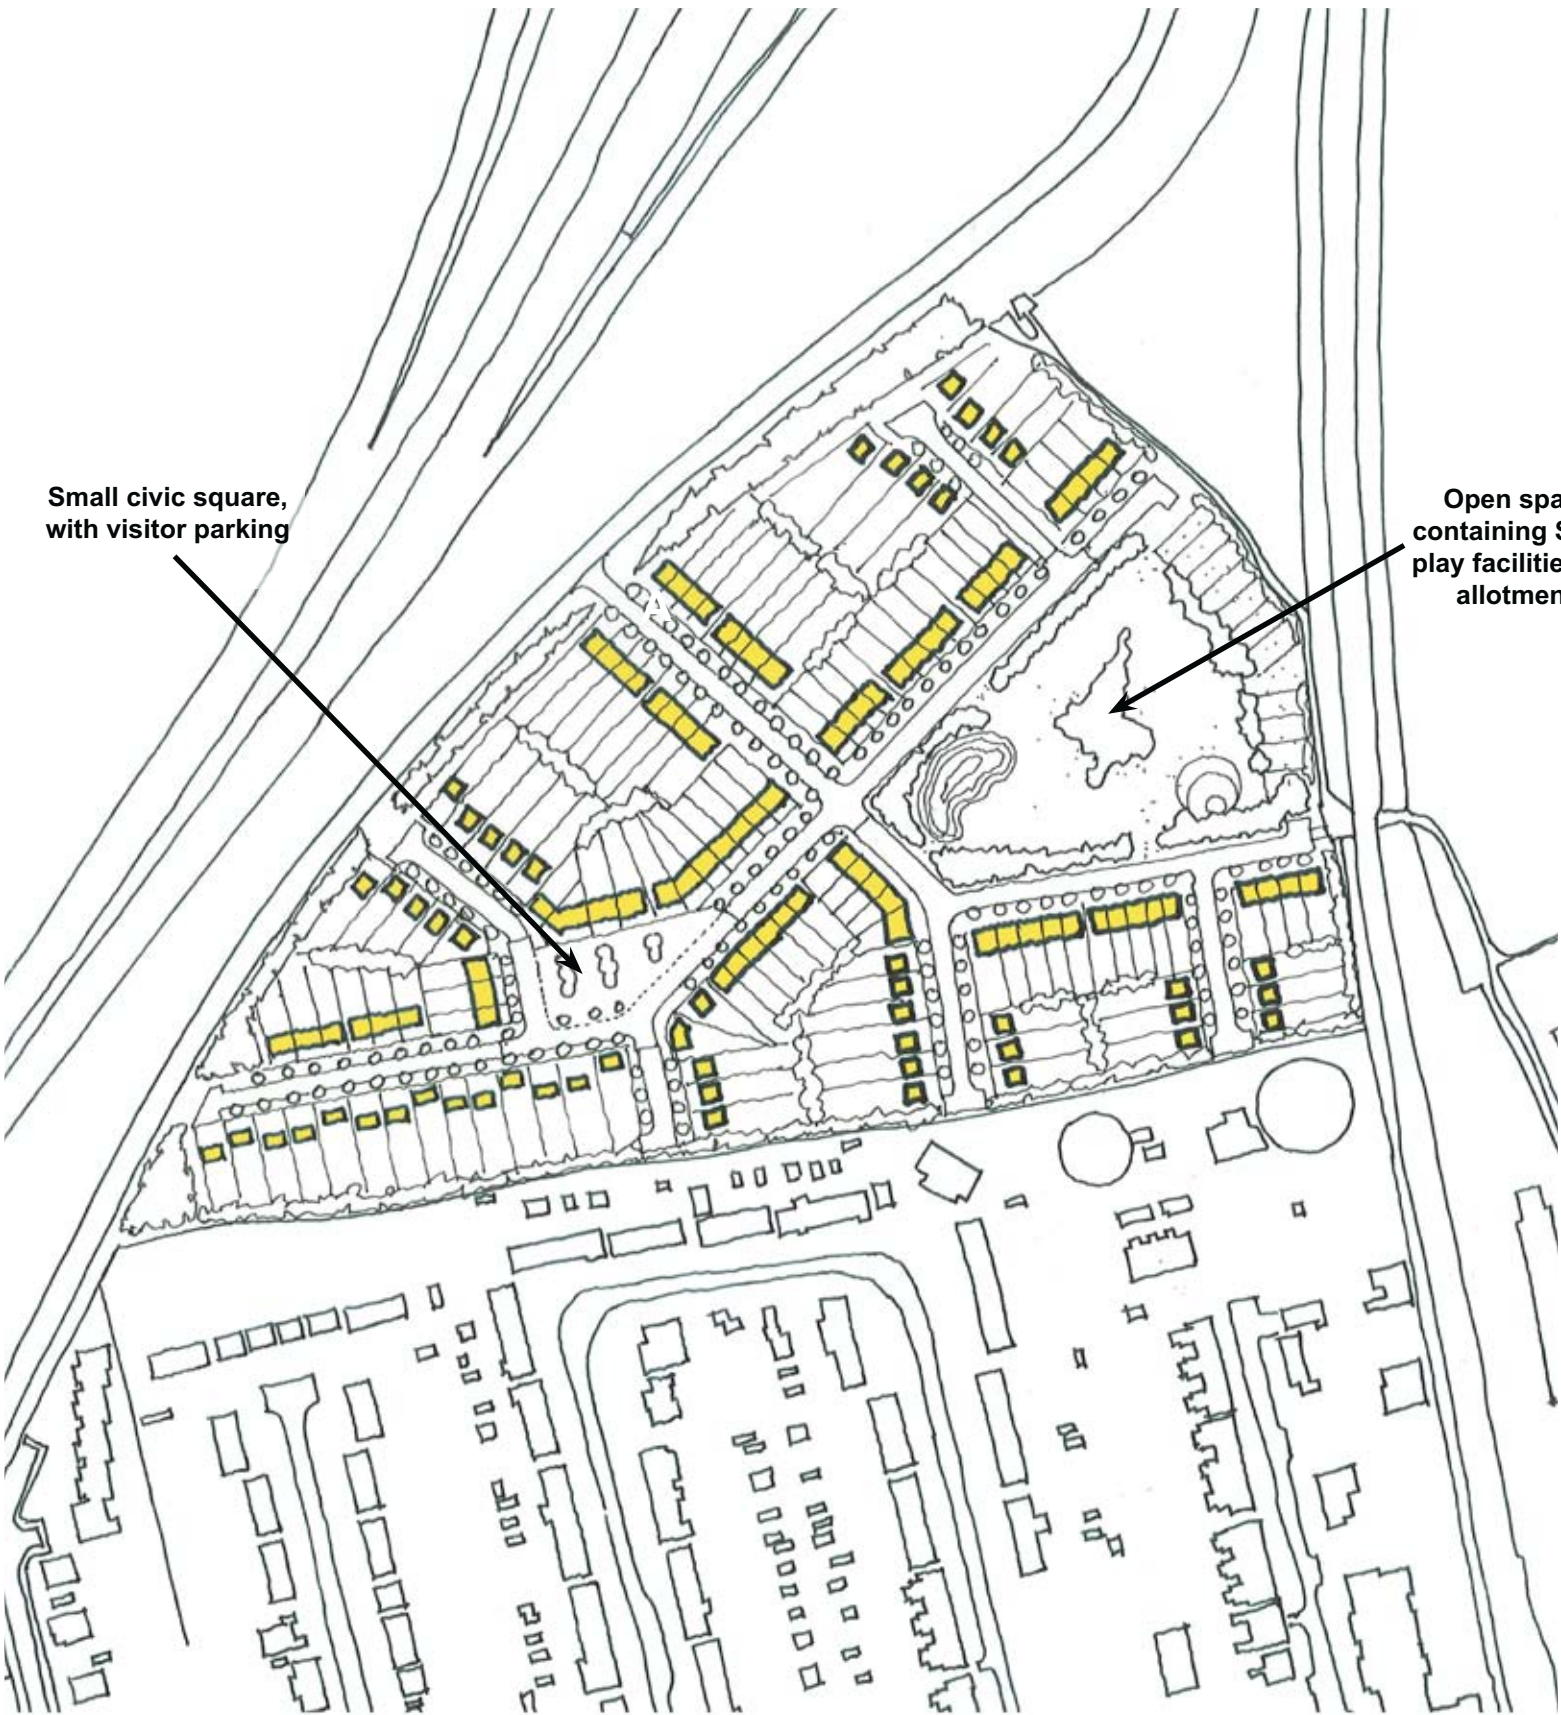 Small civic square,
with visitor parking
A
Open spa
containing S
play facilitie
allotmen